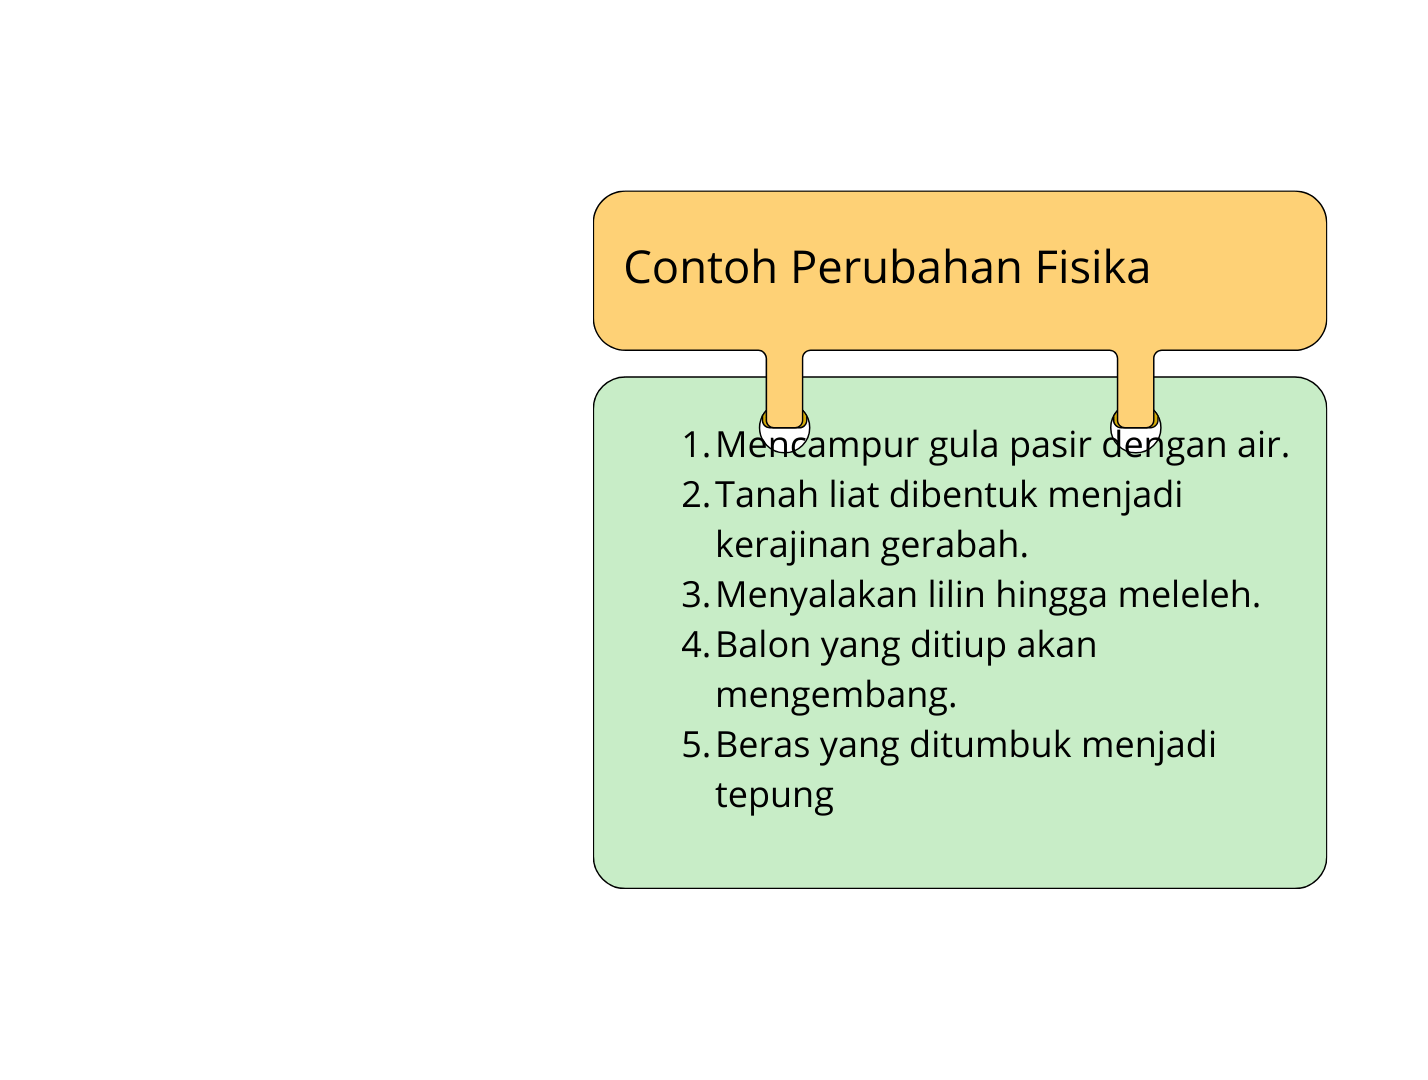 Contoh Perubahan Fisika
1. Mencampur gula pasir dengan air.
2. Tanah liat dibentuk menjadi
kerajinan gerabah.
3. Menyalakan lilin hingga meleleh.
4. Balon yang ditiup akan
mengembang.
5. Beras yang ditumbuk menjadi
tepung